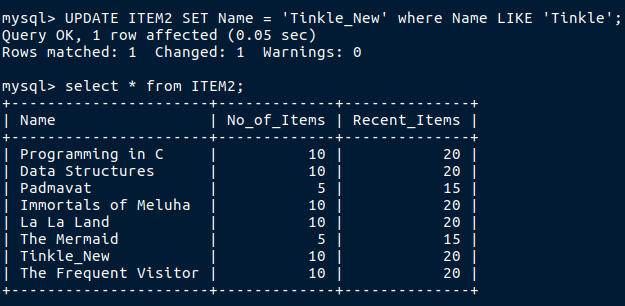 mysql> UPDATE ITEM2 SET Name = 'Tinkle_New' where Name LIKE 'Tinkle';
Query OK, 1 row affected (0.05 sec)
Rows matched: 1  Changed: 1  Warnings: 0

mysql> select * from ITEM2;
+----------------------+-------------+--------------+
| Name                 | No_of_Items | Recent_Items |
+----------------------+-------------+--------------+
| Programming in C     |          10 |           20 |
| Data Structures      |          10 |           20 |
| Padmavat             |           5 |           15 |
| Immortals of Meluha  |          10 |           20 |
| La La Land           |          10 |           20 |
| The Mermaid          |           5 |           15 |
| Tinkle_New           |          10 |           20 |
| The Frequent Visitor |          10 |           20 |
+----------------------+-------------+--------------+